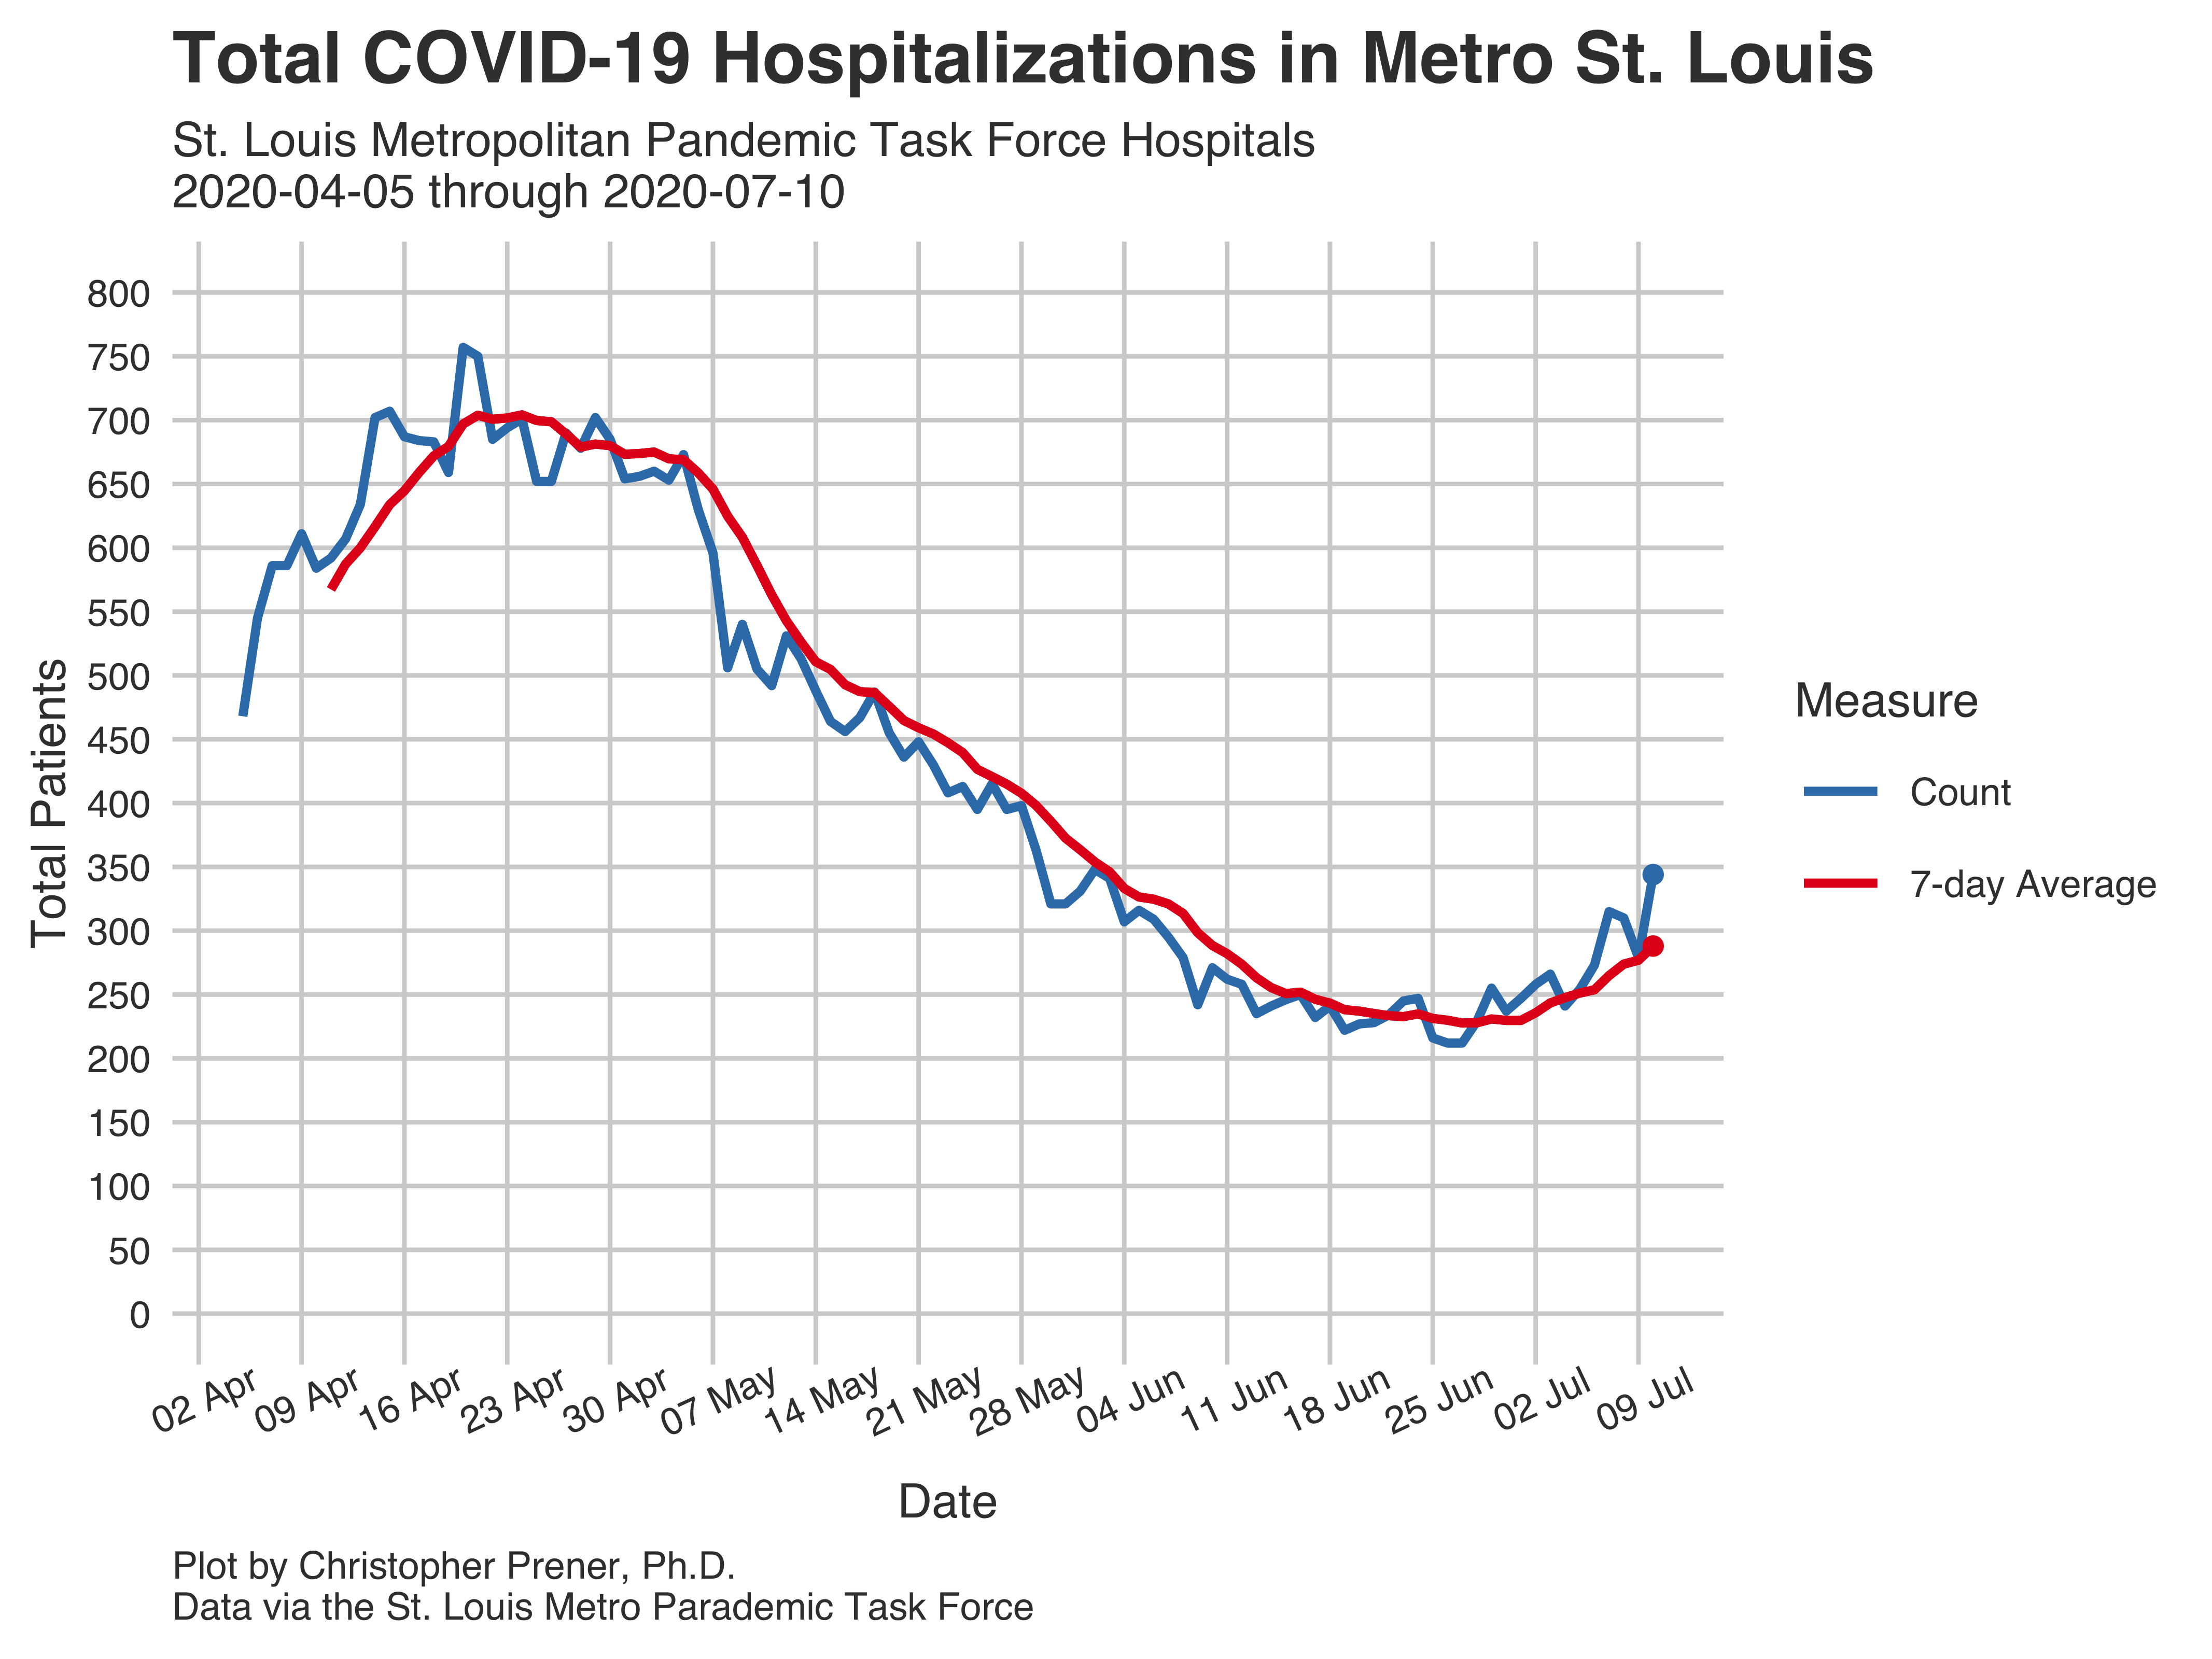 Total COVID-19 Hospitalizations in Metro St. Louis
St. Louis Metropolitan Pandemic Task Force Hospitals
2020-04-05 through 2020-07-10
Total Patients
800
750
700
650
600
550
500
450
400
350
300
250
200
150
100
50
0
02 Apr
09 Apr
16 Apr
23 Apr
30 Apr
07 May
14 May
21 May
28 May
04 Jun
11 Jun
18 Jun
25 Jun
02 Jul
09 Jul
Date
Measure
Count
7-day Average
Plot by Christopher Prener, Ph.D.
Data via the St. Louis Metro Parademic Task Force